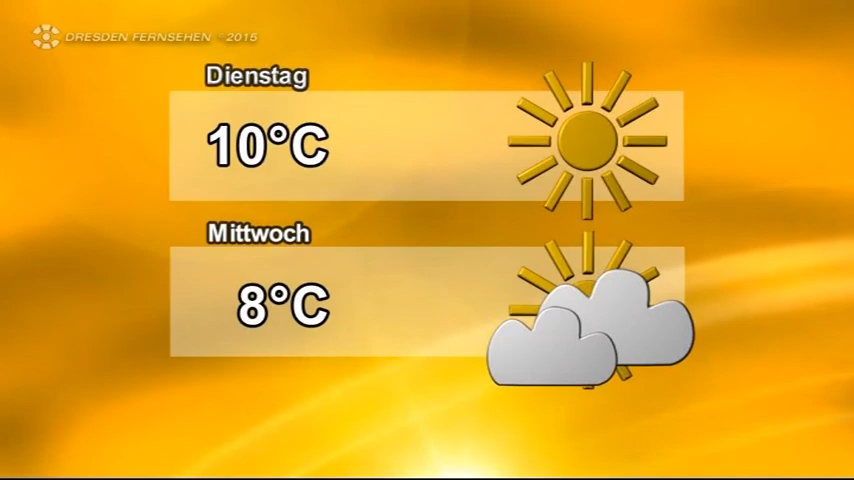 DRESDEN FERNSEHEN ©2015
Dienstag
10°C
Mittwoch
8°C